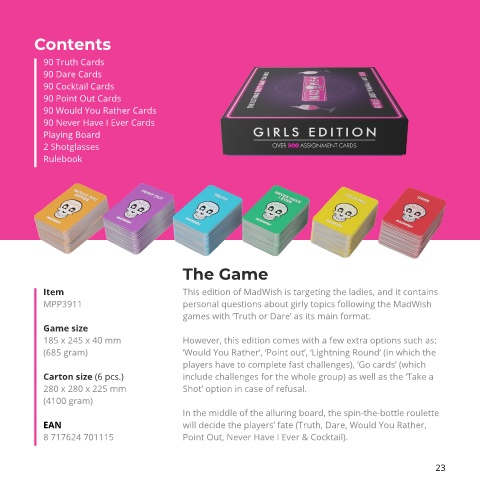 Contents
90 Truth Cards
90 Dare Cards
90 Cocktail Cards
90 Point Out Cards
90 Would You Rather Cards
90 Never Have I Ever Cards
Playing Board
2 Shotglasses
Rulebook
MADWISH
GIRLS EDITION
OVER 500 ASSIGNMENT CARDS
WOULD YOU
RATHER
POINT OUT
TRUTH
NEVER HAVE
I EVER
DARE
The Game
Item
MPP3911
Game size
185 x 245 x 40 mm
(685 gram)
Carton size (6 pcs.)
280 x 280 x 225 mm
(4100 gram)
EAN
8 717624 701115
This edition of MadWish is targeting the ladies, and it contains
personal questions about girly topics following the MadWish
games with ‘Truth or Dare’ as its main format.
However, this edition comes with a few extra options such as:
‘Would You Rather’, ‘Point out’, ‘Lightning Round’ (in which the
players have to complete fast challenges), ‘Go cards’ (which
include challenges for the whole group) as well as the ‘Take a
Shot’ option in case of refusal.
In the middle of the alluring board, the spin-the-bottle roulette
will decide the players’ fate (Truth, Dare, Would You Rather,
Point Out, Never Have I Ever & Cocktail).
23